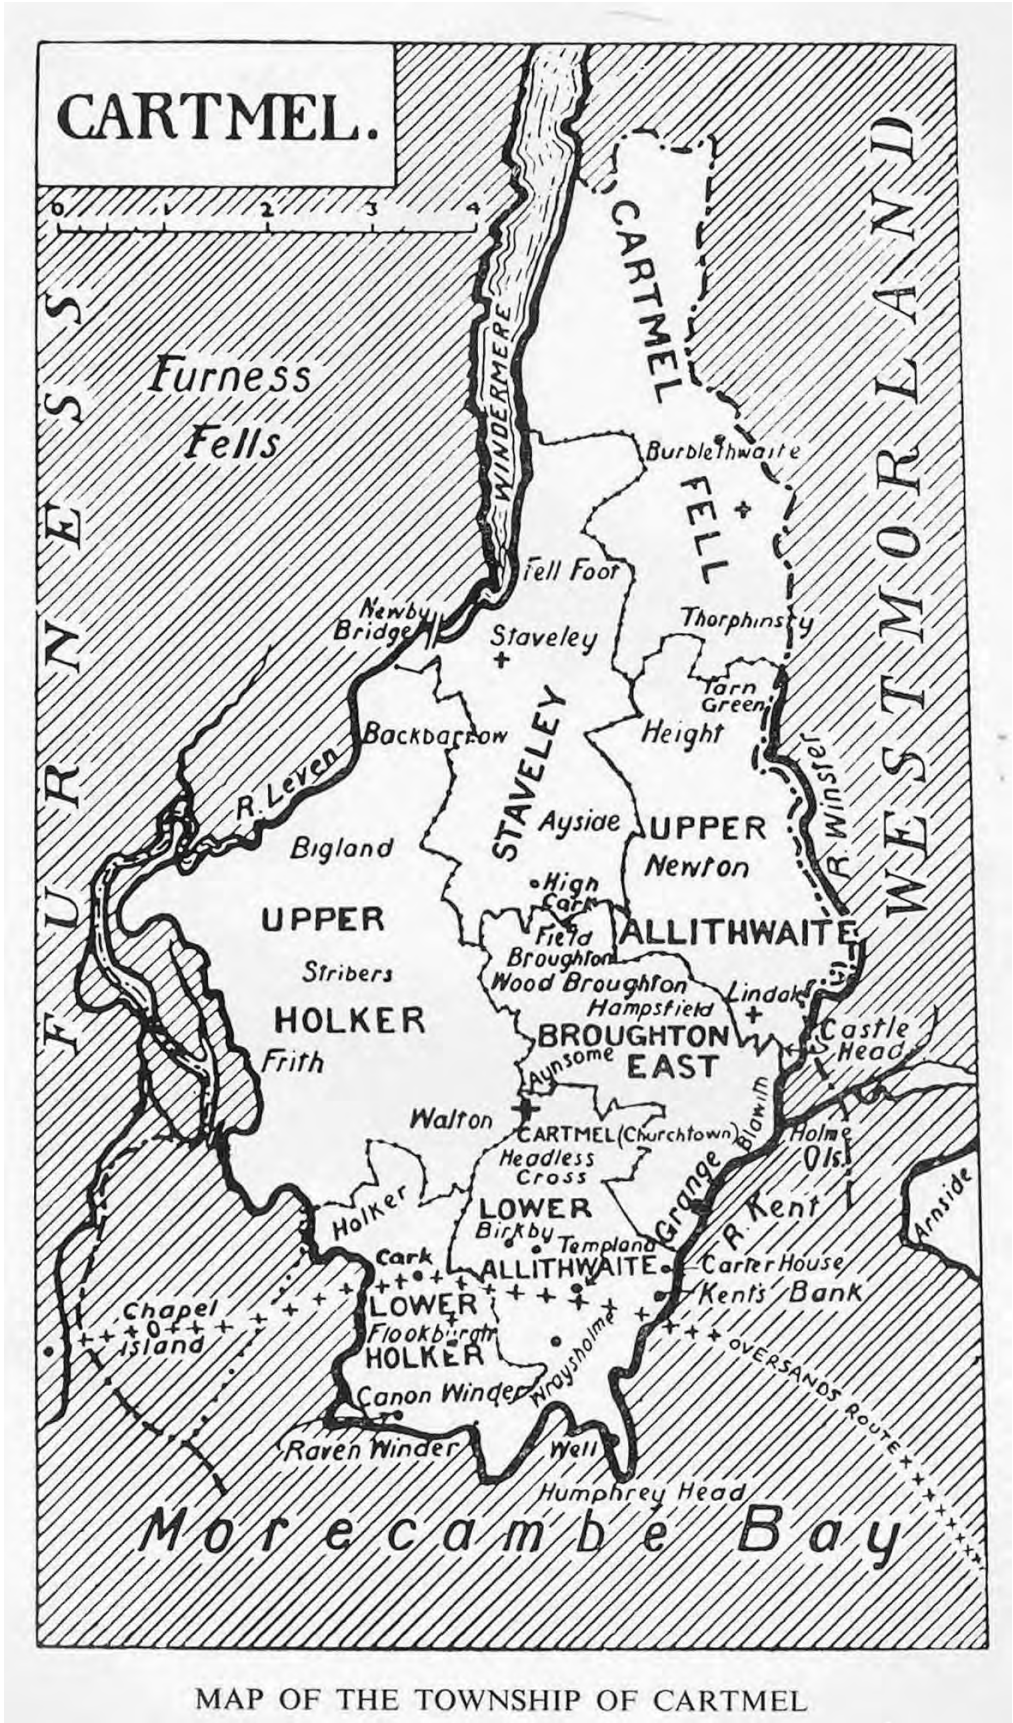 CARTMEL.
0 1 2 3 4
FURNESS
Furness
Fells
WINDERMERE
CARTMEL
FELL
WESTMORLAND
Burblethwaite
Fell Foot
Newby
Bridge
Staveley
Thorphinsty
Tarn
Green
Backbarrow
STAVELEY
Height
R. Leven
R Winster
Bigland
Ayside
UPPER
Newton
High
Cark
UPPER
Field
Broughton
ALLITHWAITE
Stribers
Wood Broughton
Hampsfield
Lindale
HOLKER
BROUGHTON
EAST
Castle
Head
Frith
Aynsome
Walton
CARTMEL (Churchtown)
Blawith
Holme
Is.
Headless
Cross
Grange
R. Kent
Arnside
Holker
LOWER
Birkby
Templand
Cark
ALLITHWAITE
Carter House
Kent's Bank
Chapel
Island
LOWER
Flookburgh
HOLKER
Wraysholme
OVERSANDS ROUTE
Canon Winder
Raven Winder
Well
Humphrey Head
Morecambe Bay
MAP OF THE TOWNSHIP OF CARTMEL